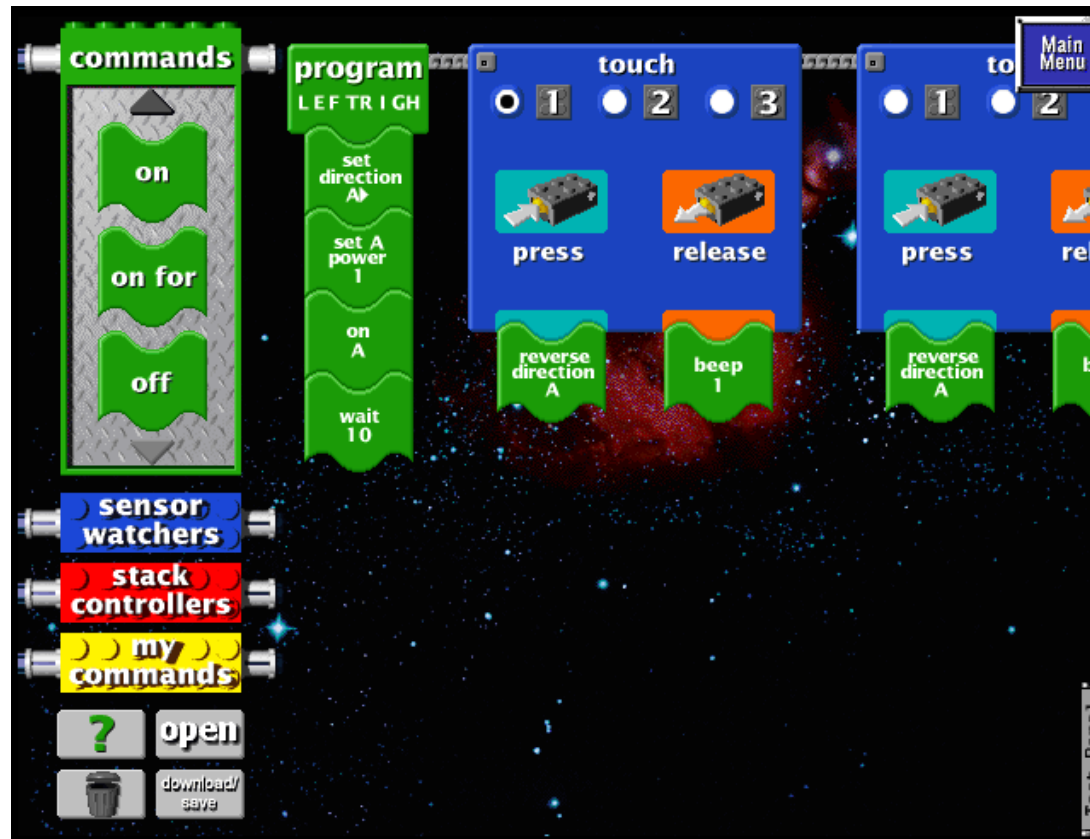 commands
on
on for
off
sensor
watchers
stack
controllers
my
commands
?
open
download/
save
program
LEFTRIGH
set
direction
A
set A
power
1
on
A
wait
10
touch
1 2 3
press release
reverse
direction
A
beep
1
to
1 2
press rel
reverse
direction
A
b
Main
Menu